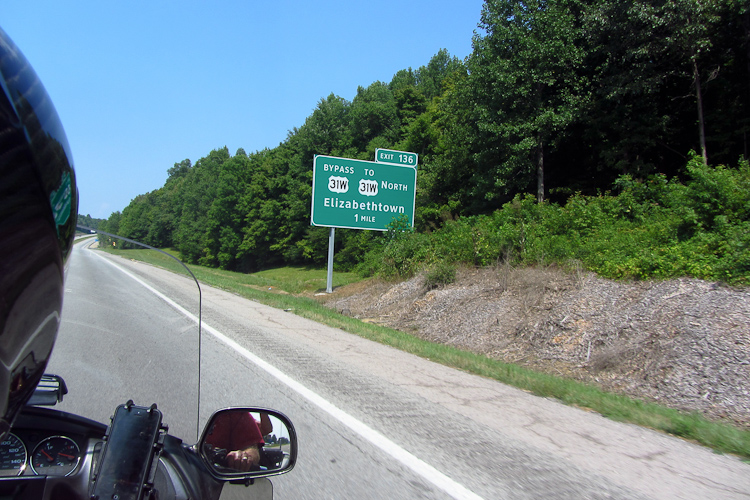 EXIT 136
BYPASS TO
31W 31W NORTH
Elizabethtown
1 MILE